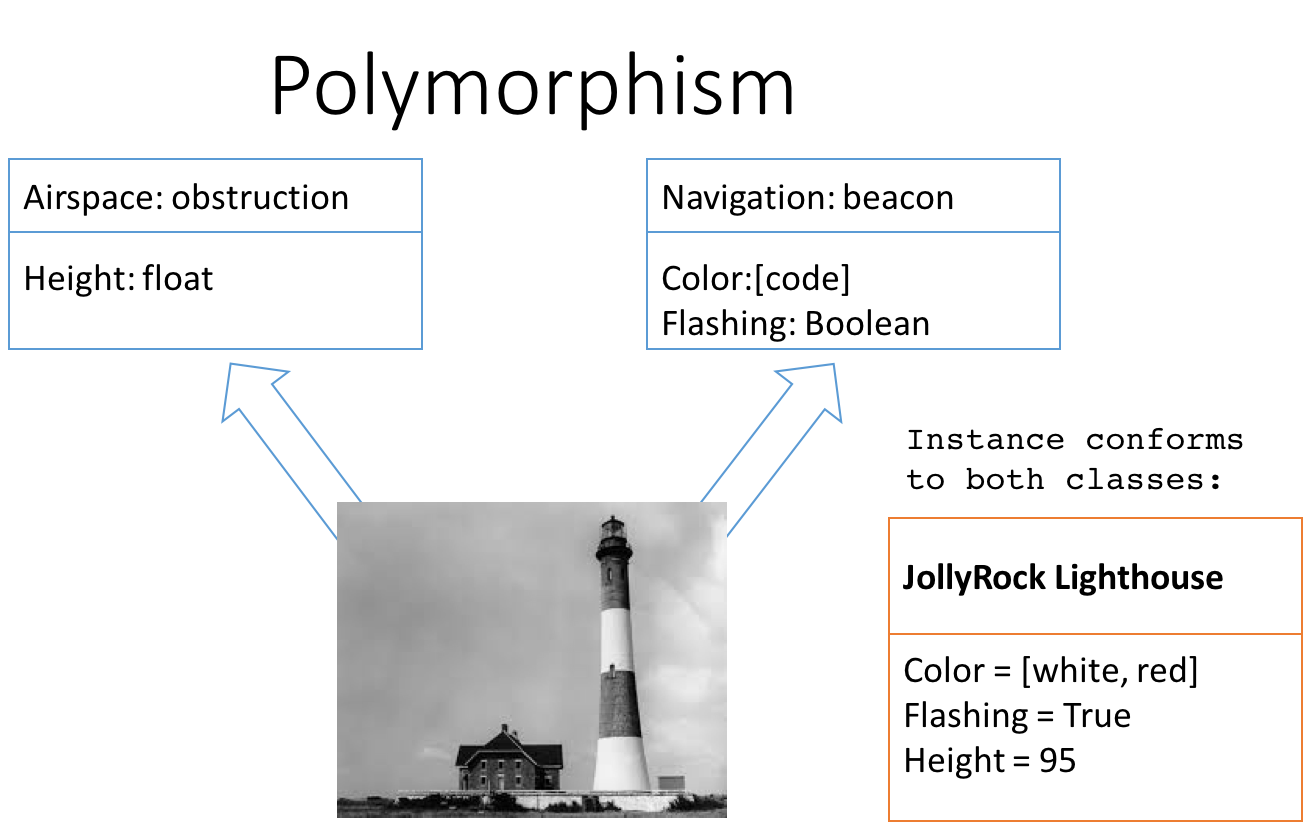 Polymorphism
Airspace: obstruction
Height: float
Navigation: beacon
Color:[code]
Flashing: Boolean
Instance conforms
to both classes:
JollyRock Lighthouse
Color = [white, red]
Flashing = True
Height = 95